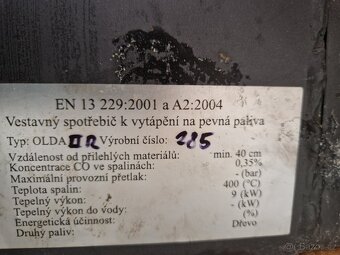 EN 13 229:2001 a A2:2004
Vestavný spotřebič k vytápění na pevná paliva
Typ: OLDA II R Výrobní číslo: 285
Vzdálenost od přilehlých materiálů: min. 40 cm
Koncentrace CO ve spalinách: 0,35%
Maximální provozní přetlak: - (bar)
Teplota spalin: 400 (°C)
Tepelný výkon: 9 (kW)
Tepelný výkon do vody: - (kW)
Energetická účinnost: (%)
Druhy paliv: Dřevo